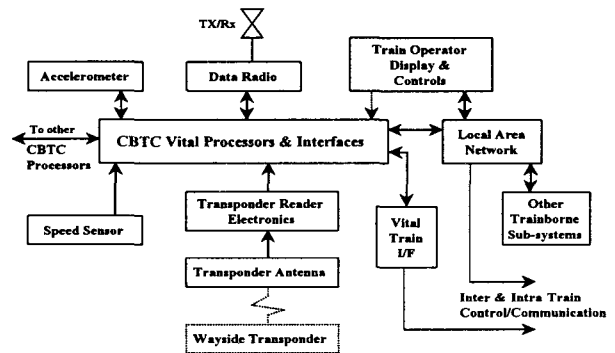 TX/Rx
Accelerometer
Data Radio
Train Operator
Display &
Controls
To other
CBTC
Processors
CBTC Vital Processors & Interfaces
Local Area
Network
Speed Sensor
Transponder Reader
Electronics
Vital
Train
I/F
Other
Trainborne
Sub-systems
Transponder Antenna
Inter & Intra Train
Control/Communication
Wayside Transponder